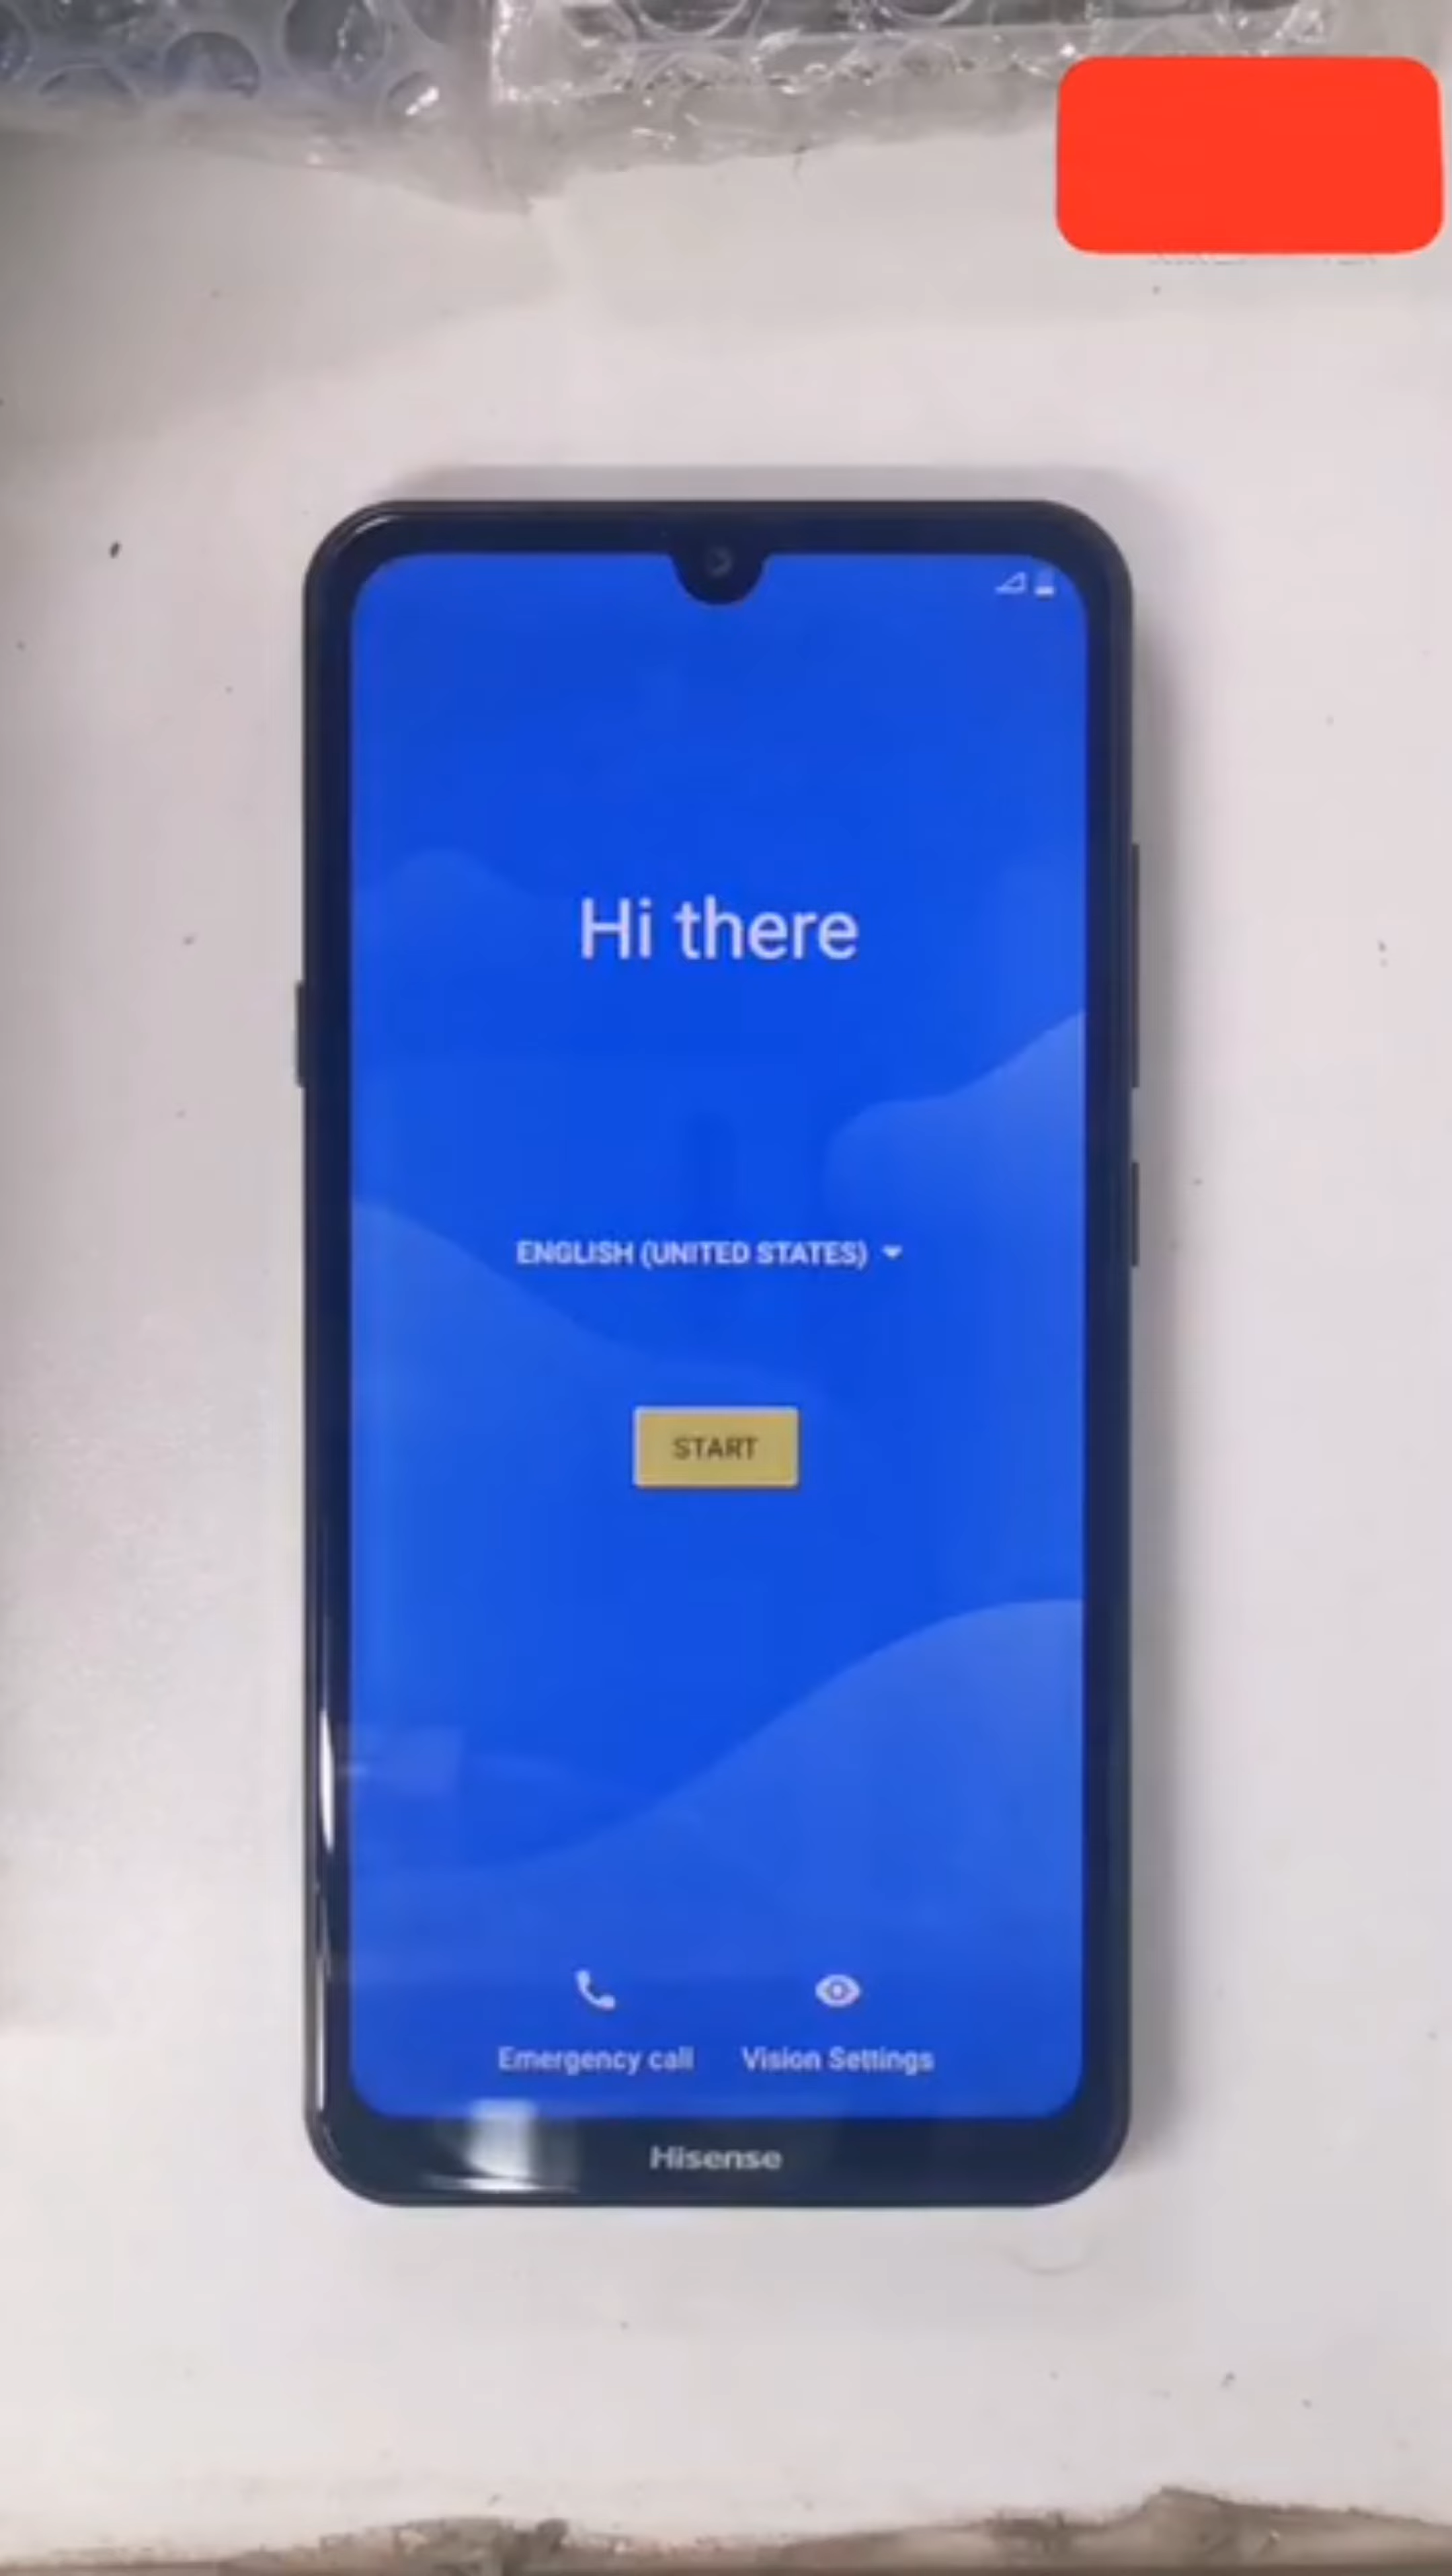 Hi there
ENGLISH (UNITED STATES)
START
Emergency call
Vision Settings
Hisense